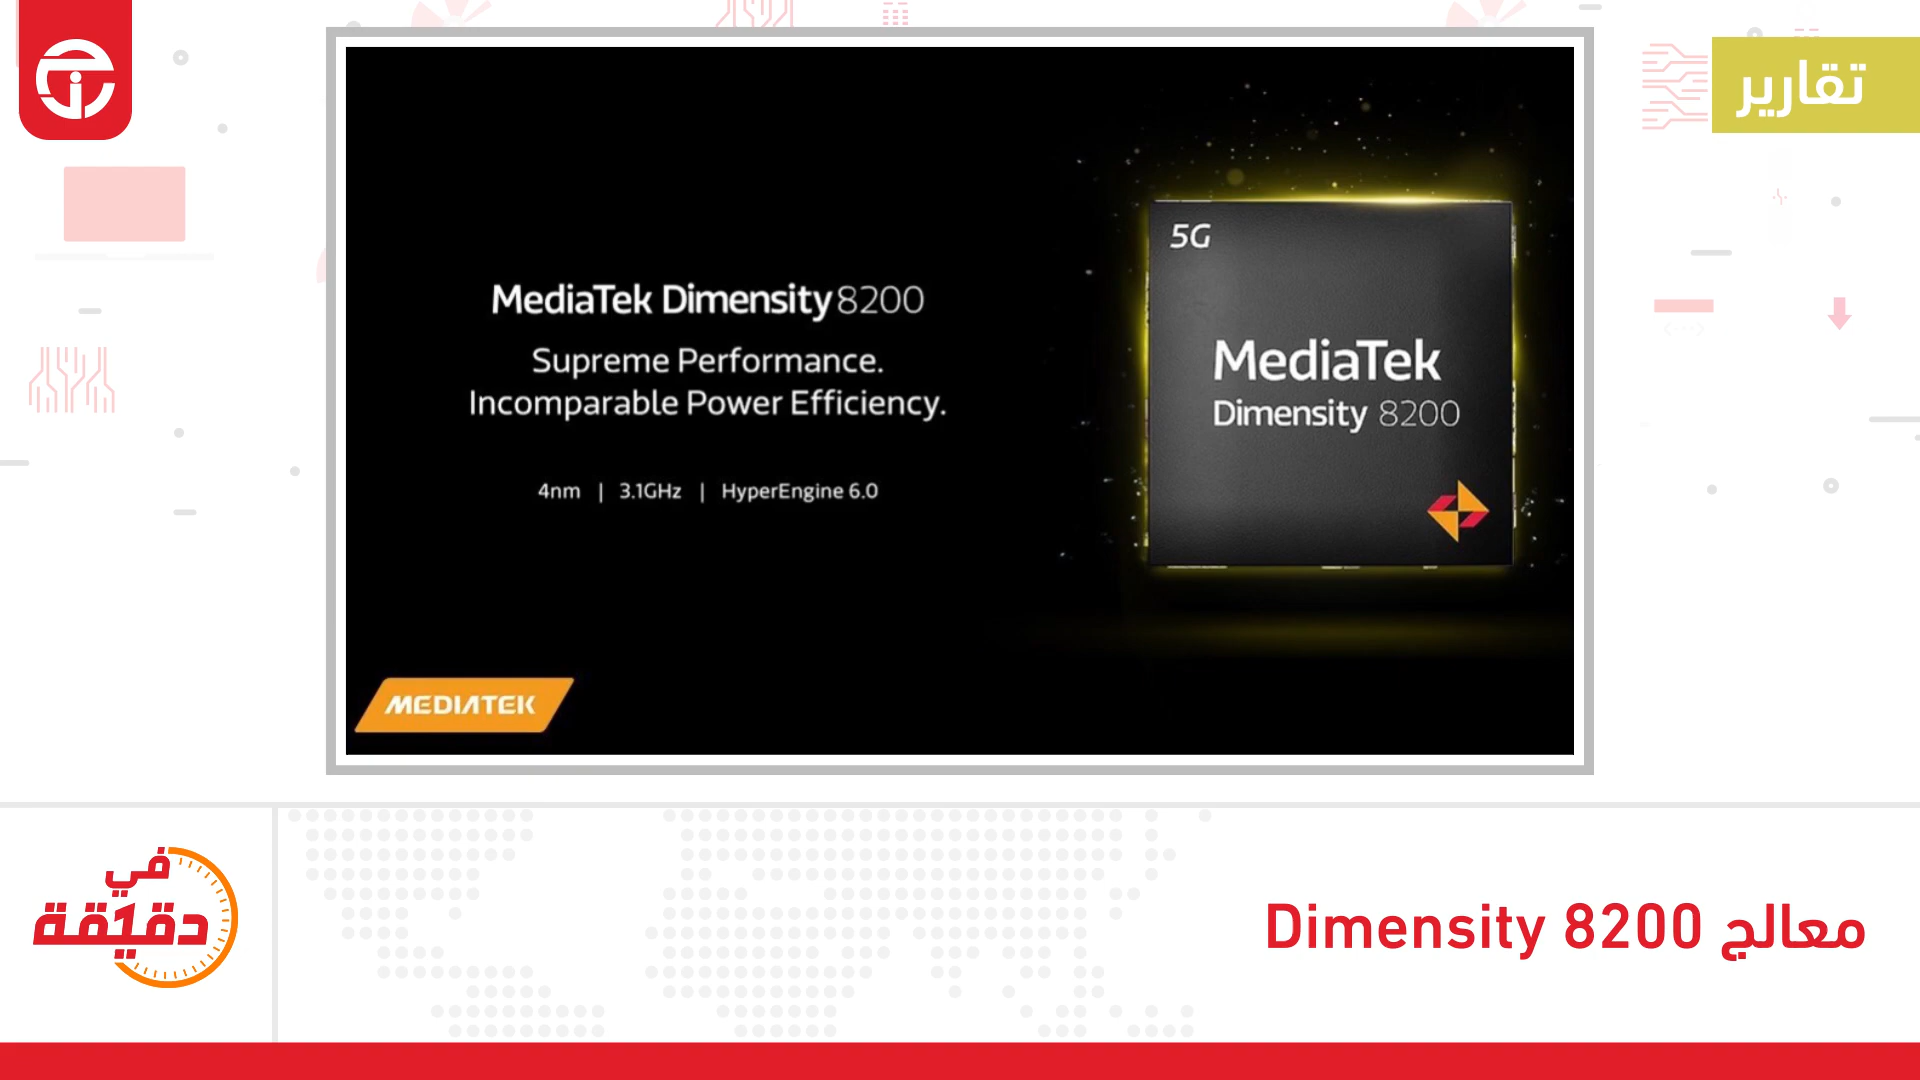 تقارير
MediaTek Dimensity 8200
Supreme Performance.
Incomparable Power Efficiency.
4nm | 3.1GHz | HyperEngine 6.0
5G
MediaTek
Dimensity 8200
MEDIATEK
معالج Dimensity 8200
في
دقيقة